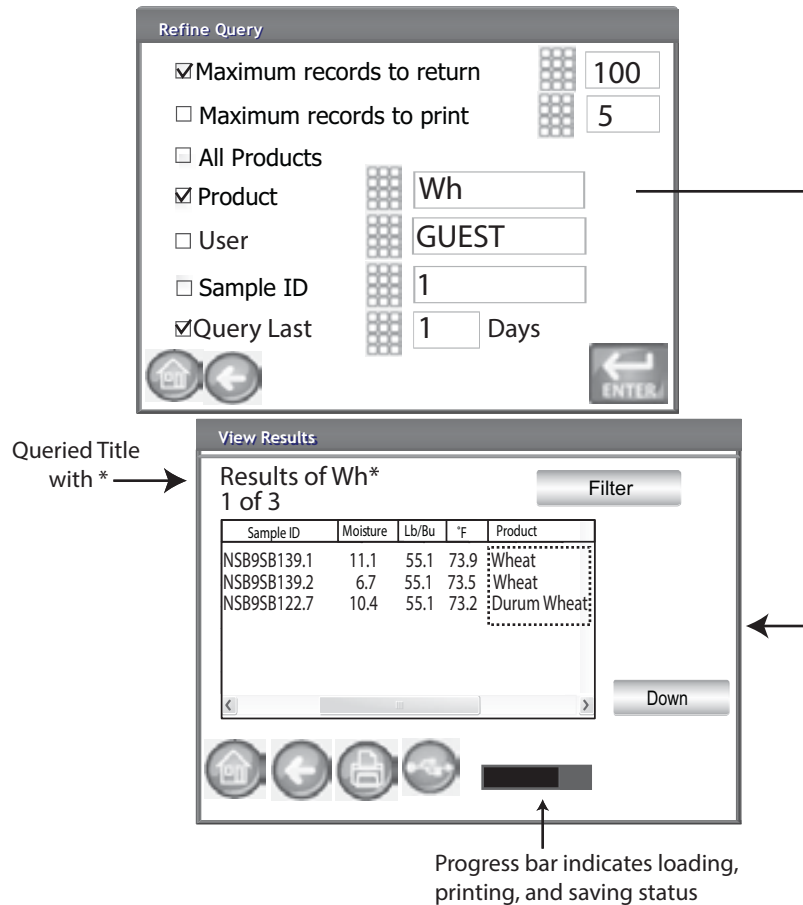 Refine Query
Maximum records to return 100
Maximum records to print 5
All Products
Product Wh
User GUEST
Sample ID 1
Query Last 1 Days
ENTER
View Results
Queried Title
with *
Results of Wh*
1 of 3
Filter
Sample ID Moisture Lb/Bu °F Product
NSB9SB139.1 11.1 55.1 73.9 Wheat
NSB9SB139.2 6.7 55.1 73.5 Wheat
NSB9SB122.7 10.4 55.1 73.2 Durum Wheat
Down
Progress bar indicates loading,
printing, and saving status